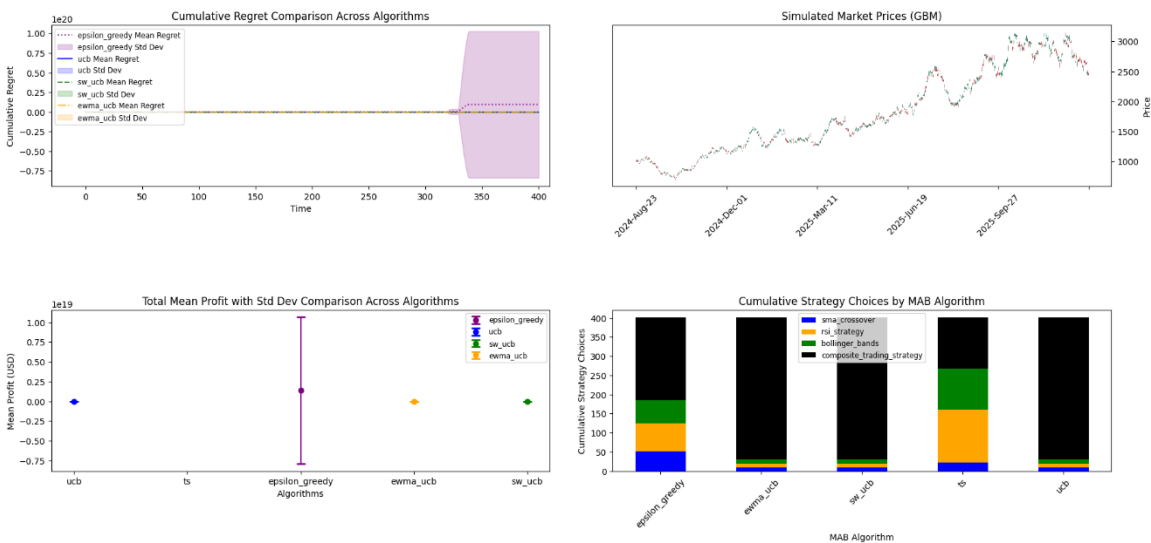 Cumulative Regret Comparison Across Algorithms
1e20
1.00
0.75
0.50
0.25
0.00
−0.25
−0.50
−0.75
Cumulative Regret
epsilon_greedy Mean Regret
epsilon_greedy Std Dev
ucb Mean Regret
ucb Std Dev
sw_ucb Mean Regret
sw_ucb Std Dev
ewma_ucb Mean Regret
ewma_ucb Std Dev
0 50 100 150 200 250 300 350 400
Time
Simulated Market Prices (GBM)
3000
2500
2000
1500
1000
Price
2024-Aug-23
2024-Dec-01
2025-Mar-11
2025-Jun-19
2025-Sep-27
Total Mean Profit with Std Dev Comparison Across Algorithms
1e19
1.00
0.75
0.50
0.25
0.00
−0.25
−0.50
−0.75
Mean Profit (USD)
epsilon_greedy
ucb
sw_ucb
ewma_ucb
ucb ts epsilon_greedy ewma_ucb sw_ucb
Algorithms
Cumulative Strategy Choices by MAB Algorithm
400
350
300
250
200
150
100
50
0
Cumulative Strategy Choices
sma_crossover
rsi_strategy
bollinger_bands
composite_trading_strategy
epsilon_greedy
ewma_ucb
sw_ucb
ts
ucb
MAB Algorithm